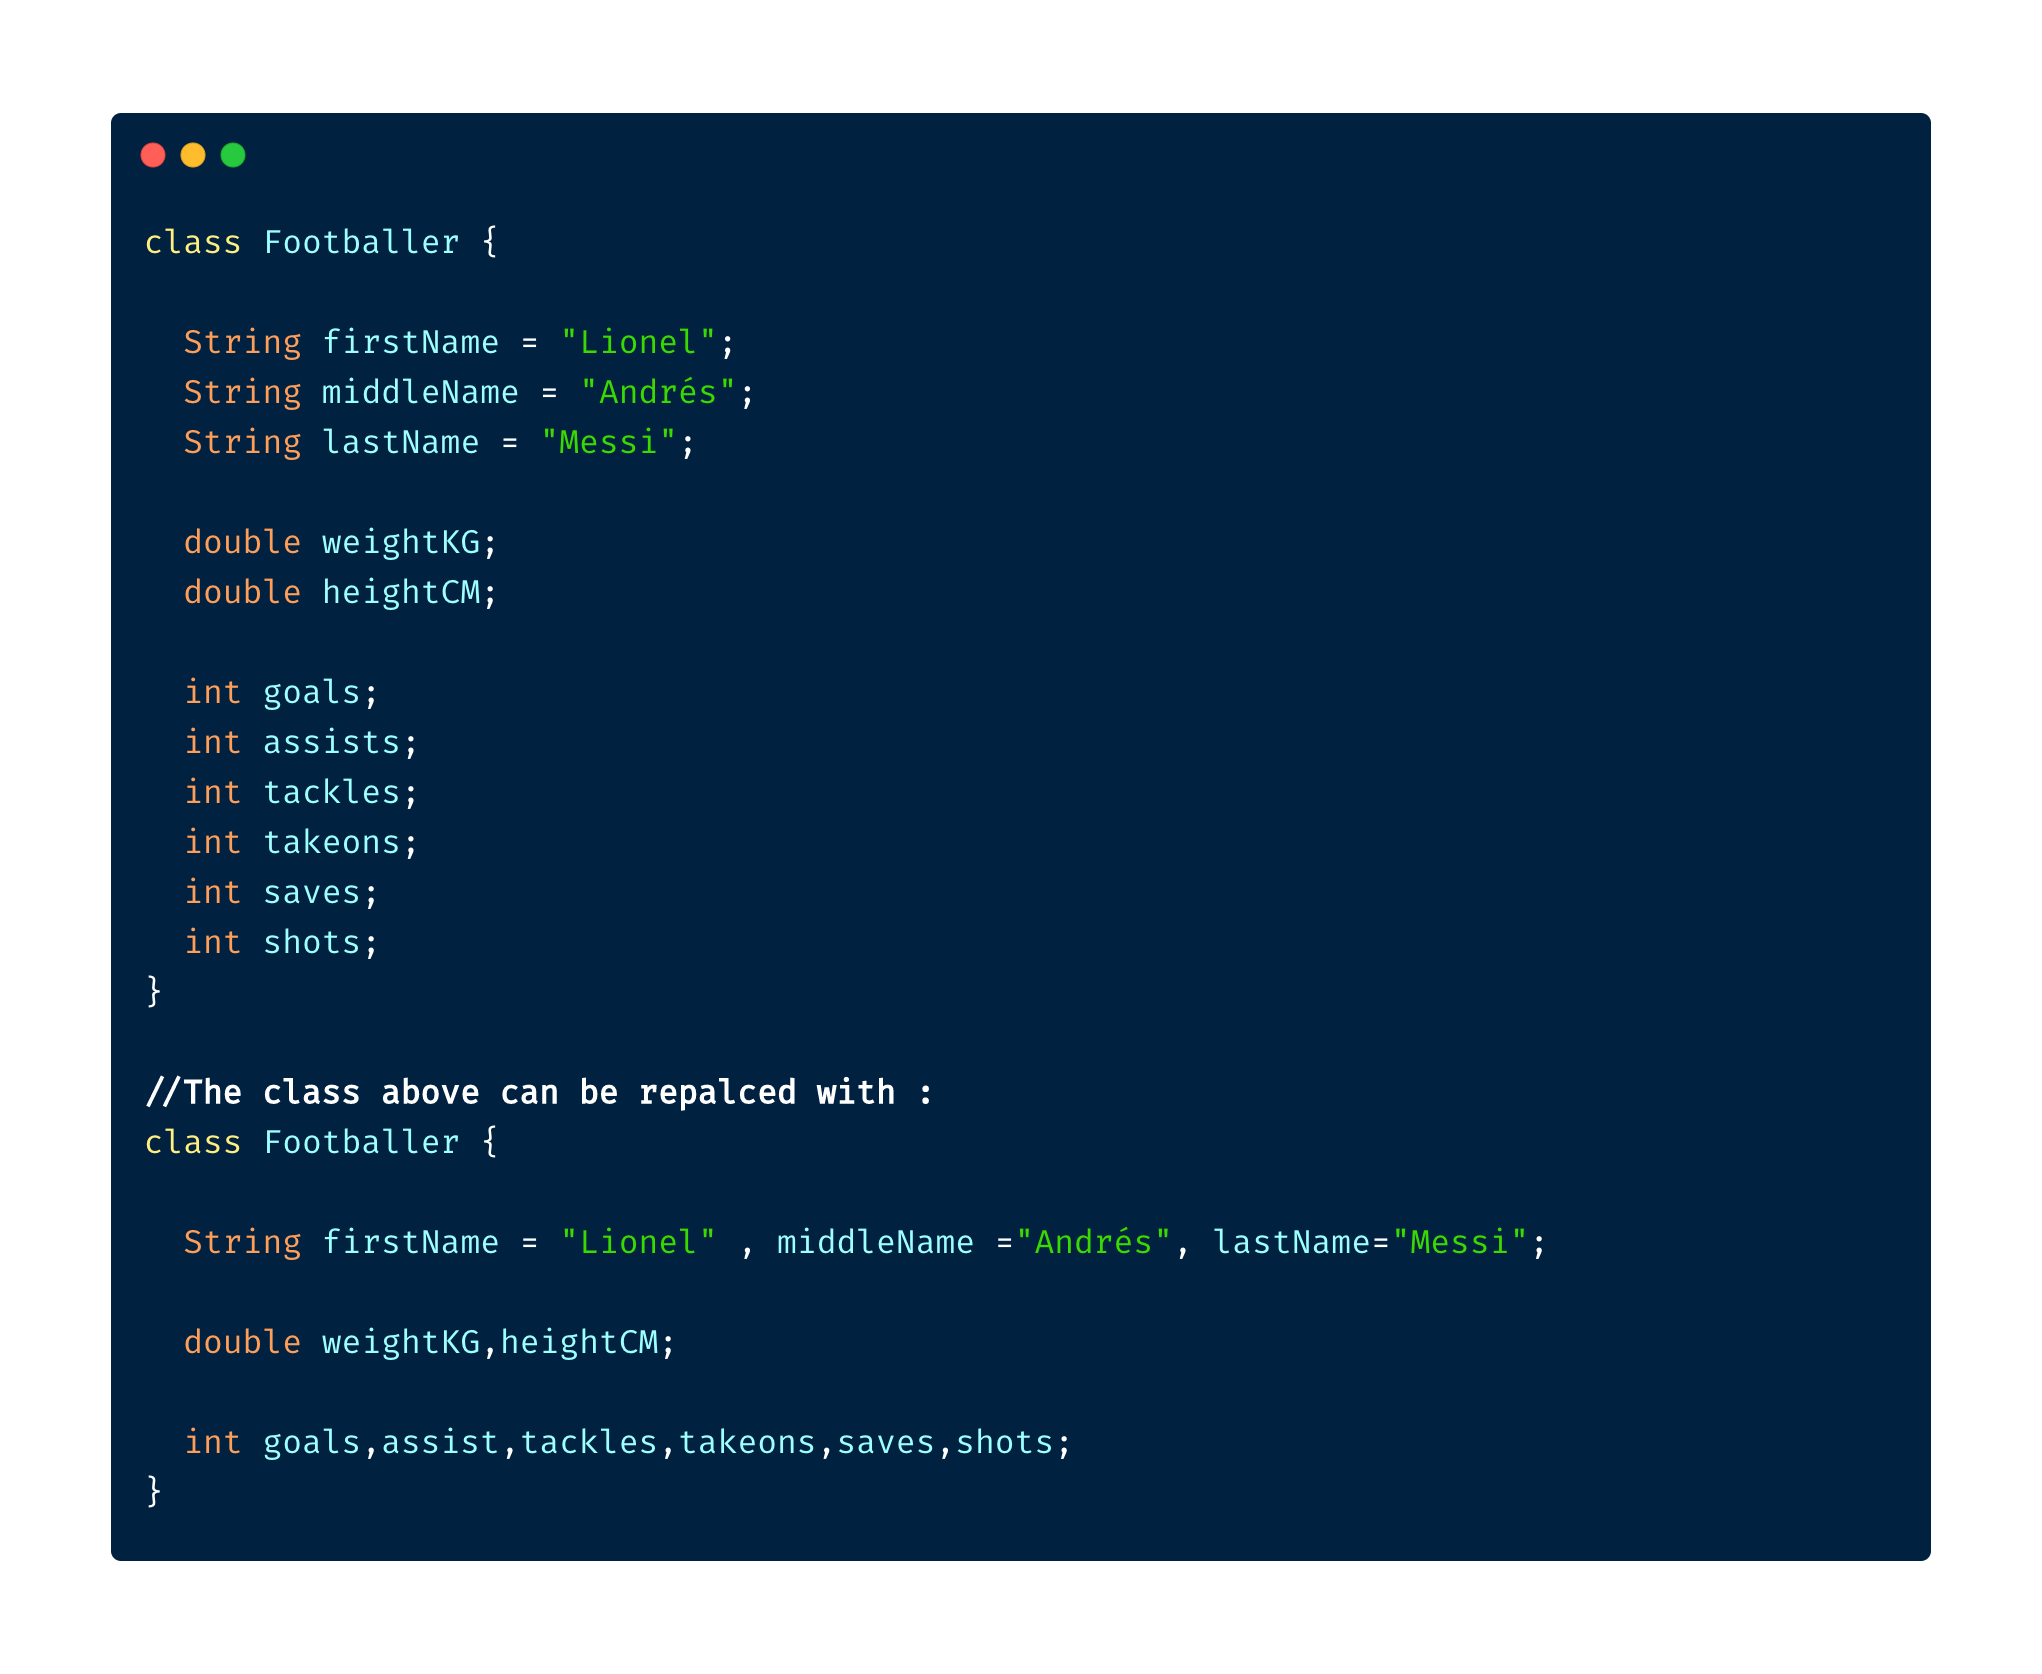 class Footballer {
String firstName = "Lionel";
String middleName = "Andrés";
String lastName = "Messi";
double weightKG;
double heightCM;
int goals;
int assists;
int tackles;
int takeons;
int saves;
int shots;
}
//The class above can be repalced with :
class Footballer {
String firstName = "Lionel" , middleName ="Andrés", lastName="Messi";
double weightKG,heightCM;
int goals,assist,tackles,takeons,saves,shots;
}